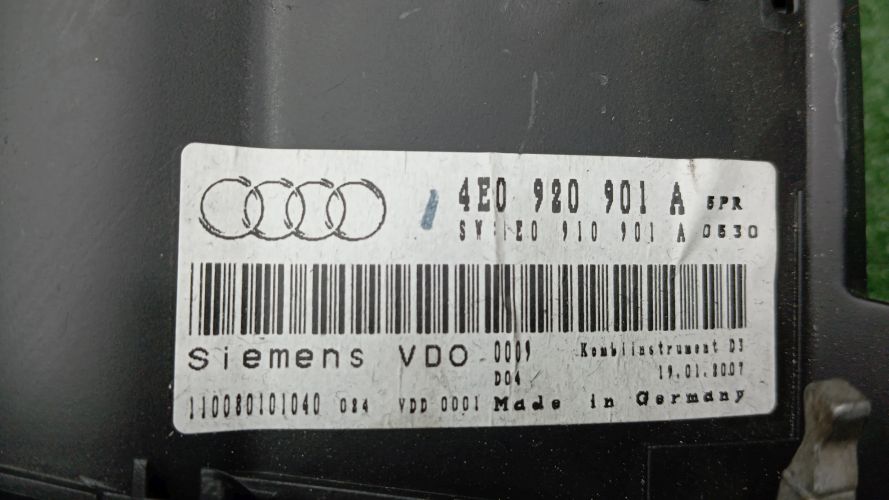 4E0 920 901 A 5PR
SW:4E0 910 901 A 0530
Siemens VDO 0009 Kombiinstrument D3
D04 19.01.2007
110080101040 084 VDD 0001 Made in Germany